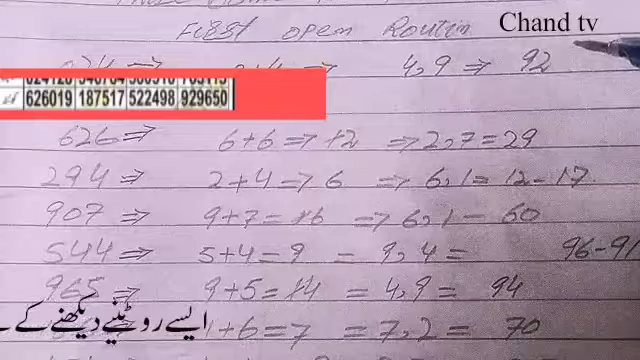 Chand tv
First open Routin
4,9 ⇒ 92
626019 187517 522498 929650
626 ⇒ 6+6 ⇒ 12 ⇒ 2,7 = 29
294 ⇒ 2+4 ⇒ 6 ⇒ 6,1 = 12-17
907 ⇒ 9+7 = 16 ⇒ 6,1 = 60
544 ⇒ 5+4 = 9 = 9,4 = 96-91
965 ⇒ 9+5 = 14 = 4,9 = 94
ایسے روٹینے دیکھنے کے
1+6 = 7 = 7,2 = 70